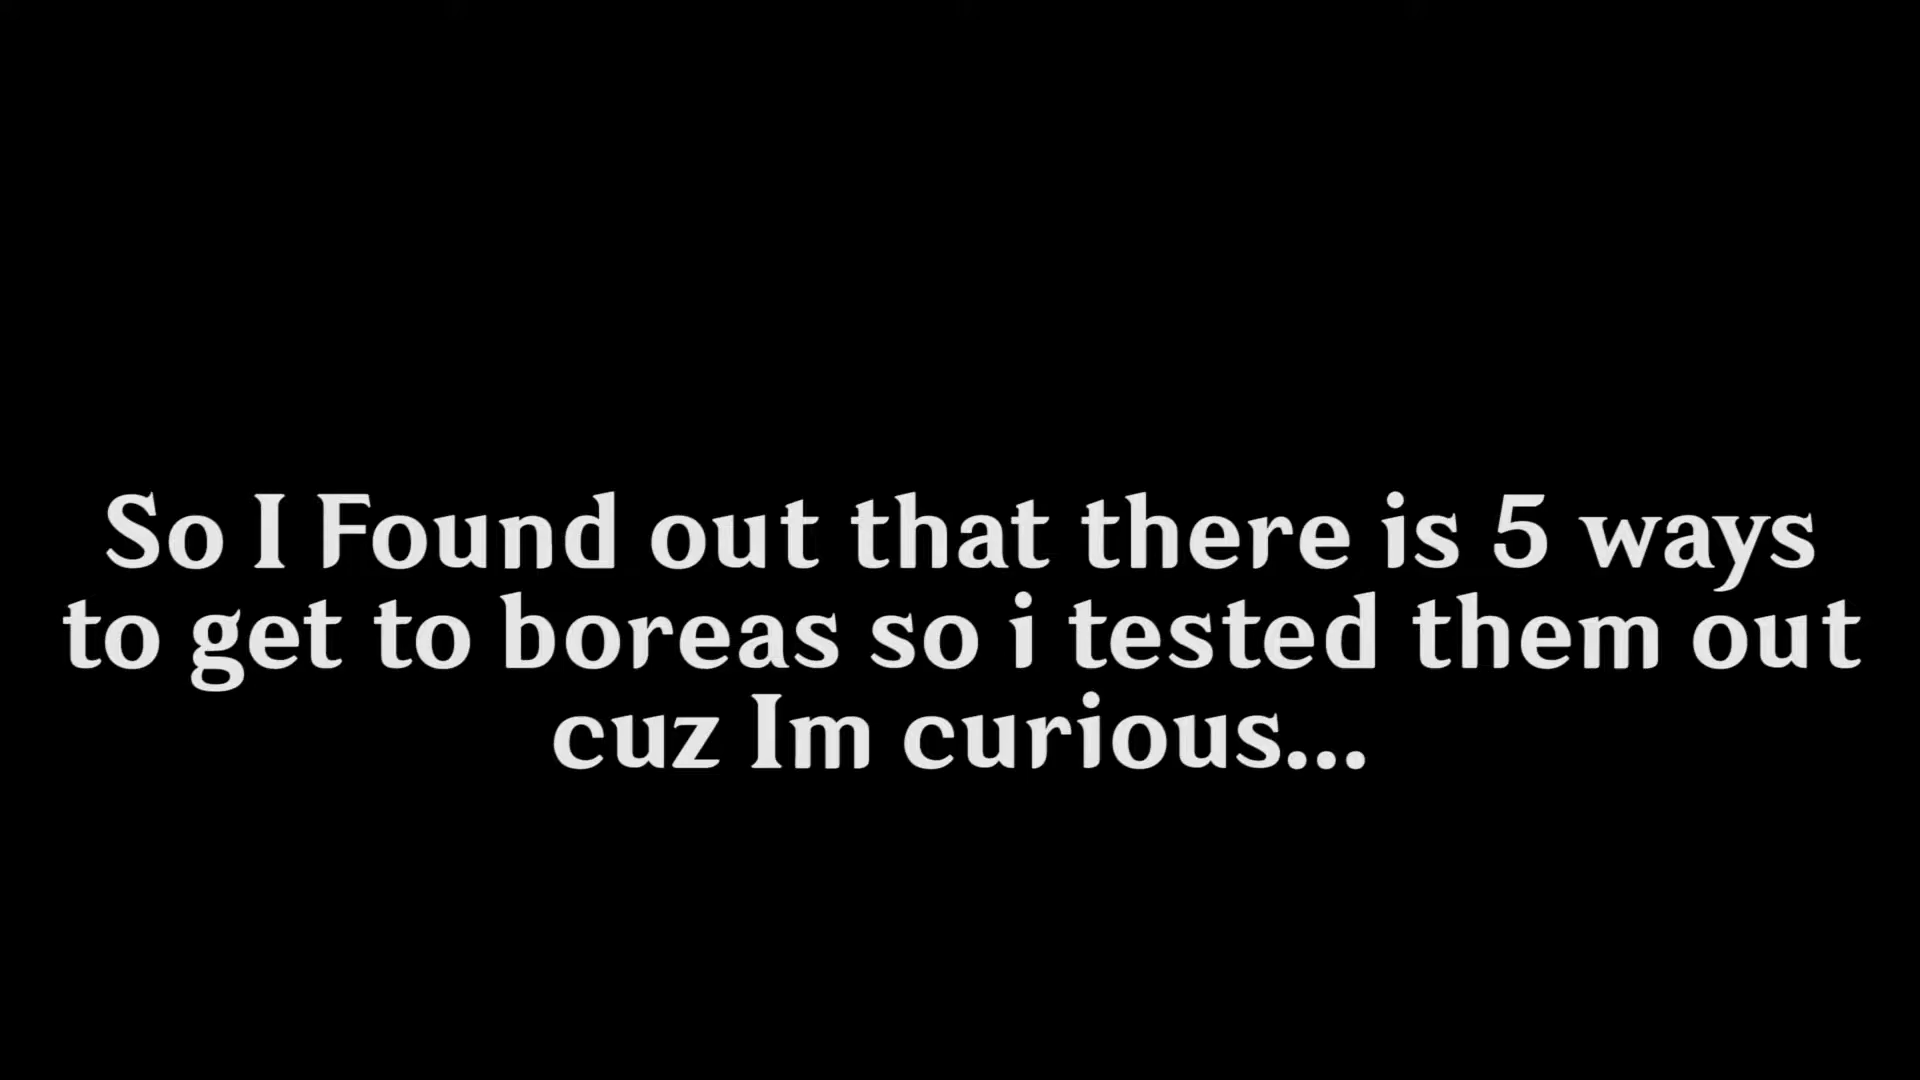 So I Found out that there is 5 ways
to get to boreas so i tested them out
cuz Im curious...